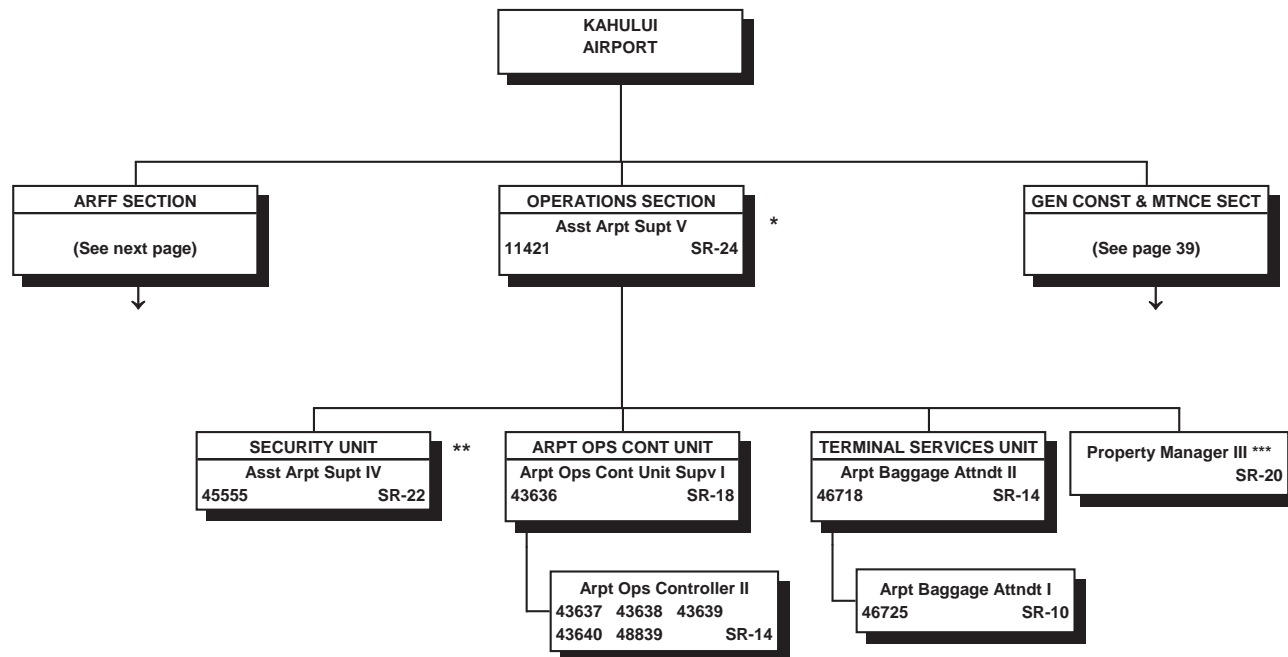 KAHULUI
AIRPORT
ARFF SECTION
(See next page)
OPERATIONS SECTION
Asst Arpt Supt V
11421 SR-24
*
GEN CONST & MTNCE SECT
(See page 39)
SECURITY UNIT
Asst Arpt Supt IV
45555 SR-22
**
ARPT OPS CONT UNIT
Arpt Ops Cont Unit Supv I
43636 SR-18
TERMINAL SERVICES UNIT
Arpt Baggage Attndt II
46718 SR-14
Property Manager III ***
SR-20
Arpt Ops Controller II
43637 43638 43639
43640 48839 SR-14
Arpt Baggage Attndt I
46725 SR-10